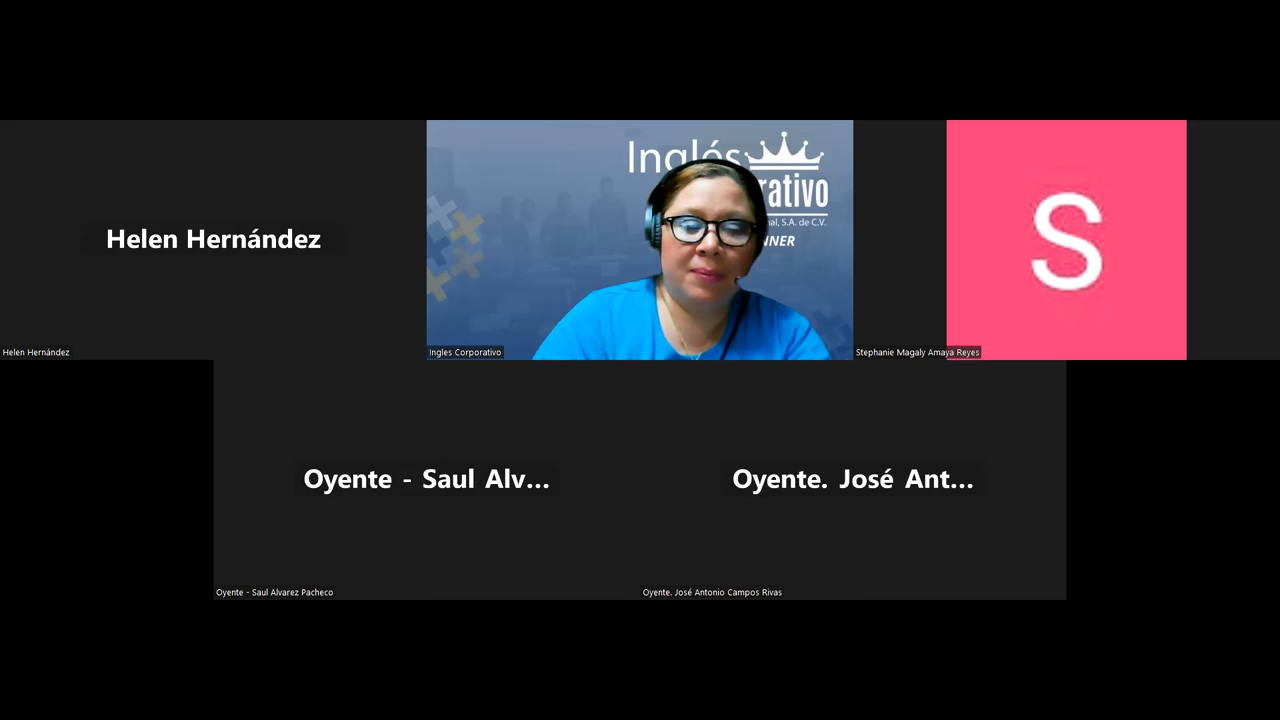 Helen Hernández
Inglés
rativo
nal, S.A. de C.V.
NNER
S
Helen Hernández
Ingles Corporativo
Stephanie Magaly Amaya Reyes
Oyente - Saul Alv...
Oyente. José Ant...
Oyente - Saul Alvarez Pacheco
Oyente. José Antonio Campos Rivas